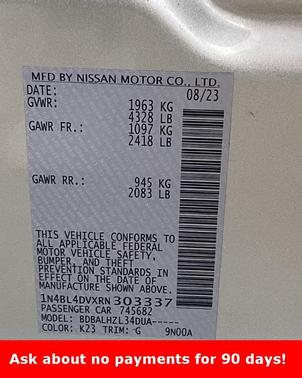 MFD BY NISSAN MOTOR CO., LTD.
DATE: 08/23
GVWR: 1963 KG
4328 LB
GAWR FR.: 1097 KG
2418 LB
GAWR RR.: 945 KG
2083 LB
THIS VEHICLE CONFORMS TO
ALL APPLICABLE FEDERAL
MOTOR VEHICLE SAFETY,
BUMPER, AND THEFT
PREVENTION STANDARDS IN
EFFECT ON THE DATE OF
MANUFACTURE SHOWN ABOVE.
1N4BL4DVXRN303337
PASSENGER CAR 745682
MODEL: BDBALHZL34DUA-----
COLOR: K23 TRIM: G 9N00A
Ask about no payments for 90 days!